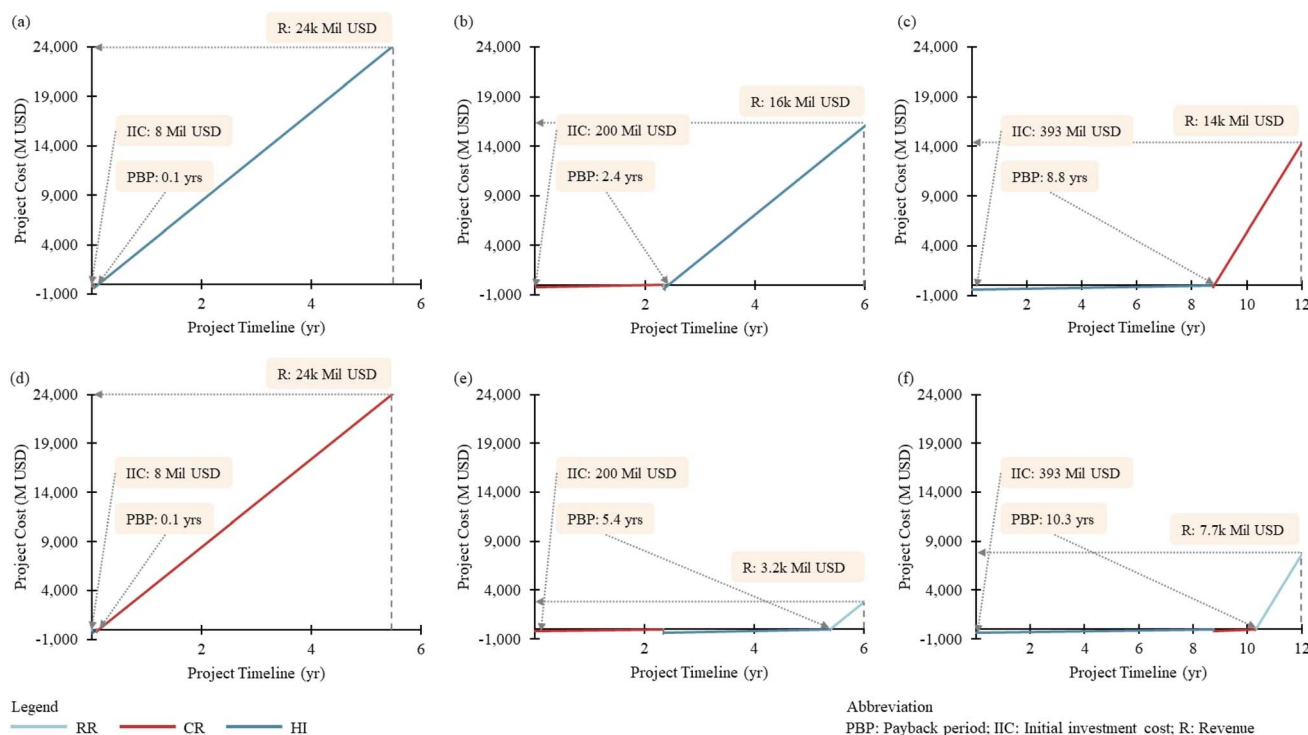 (a)
R: 24k Mil USD
24,000
19,000
14,000
9,000
4,000
-1,000
Project Cost (M USD)
IIC: 8 Mil USD
PBP: 0.1 yrs
2
4
6
Project Timeline (yr)
(b)
24,000
19,000
14,000
9,000
4,000
-1,000
Project Cost (M USD)
R: 16k Mil USD
IIC: 200 Mil USD
PBP: 2.4 yrs
2
4
6
Project Timeline (yr)
(c)
24,000
19,000
14,000
9,000
4,000
-1,000
Project Cost (M USD)
R: 14k Mil USD
IIC: 393 Mil USD
PBP: 8.8 yrs
0
2
4
6
8
10
12
Project Timeline (yr)
(d)
R: 24k Mil USD
24,000
19,000
14,000
9,000
4,000
-1,000
Project Cost (M USD)
IIC: 8 Mil USD
PBP: 0.1 yrs
2
4
6
Project Timeline (yr)
(e)
24,000
19,000
14,000
9,000
4,000
-1,000
Project Cost (M USD)
IIC: 200 Mil USD
PBP: 5.4 yrs
R: 3.2k Mil USD
2
4
6
Project Timeline (yr)
(f)
24,000
19,000
14,000
9,000
4,000
-1,000
Project Cost (M USD)
IIC: 393 Mil USD
PBP: 10.3 yrs
R: 7.7k Mil USD
0
2
4
6
8
10
12
Project Timeline (yr)
Legend
RR
CR
HI
Abbreviation
PBP: Payback period; IIC: Initial investment cost; R: Revenue